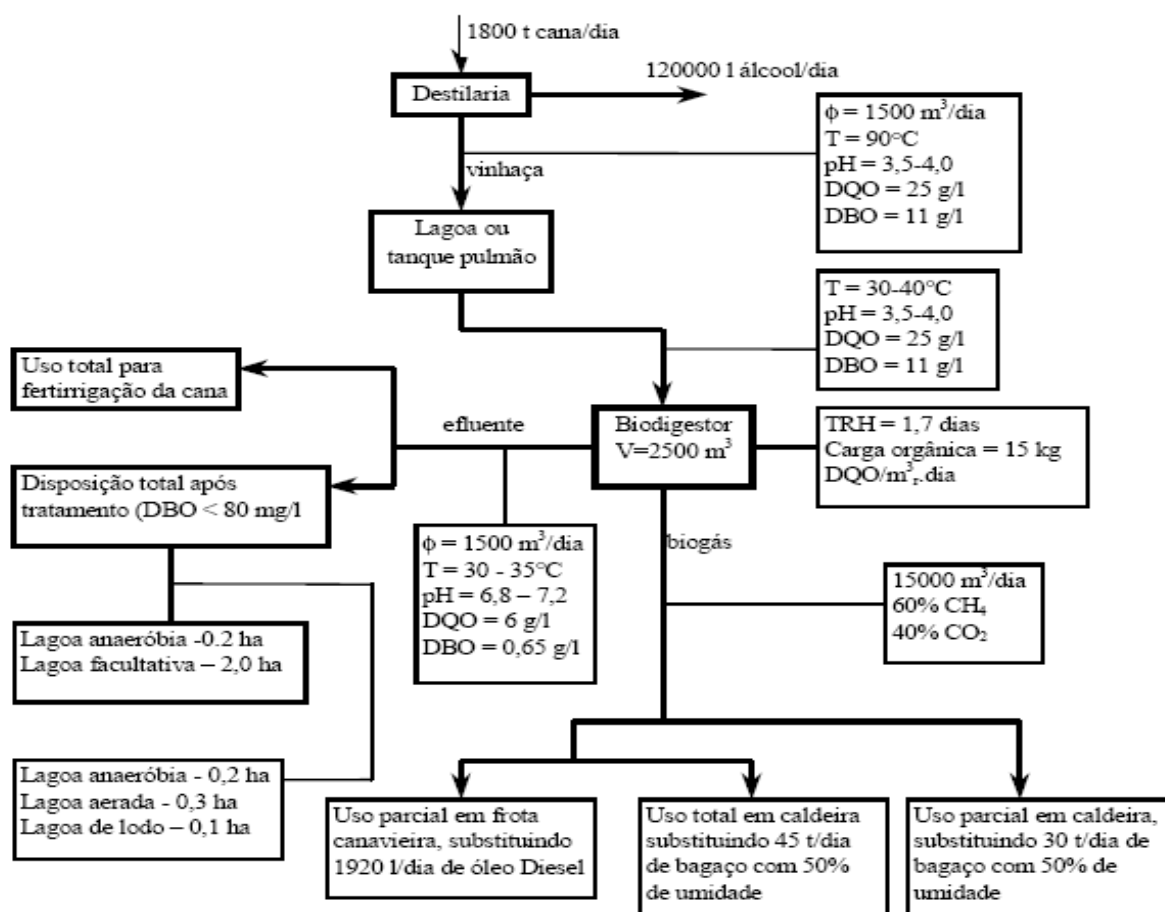 1800 t cana/dia
120000 l álcool/dia
Destilaria
ϕ = 1500 m³/dia
T = 90°C
pH = 3,5-4,0
DQO = 25 g/l
DBO = 11 g/l
vinhaça
Lagoa ou
tanque pulmão
T = 30-40°C
pH = 3,5-4,0
DQO = 25 g/l
DBO = 11 g/l
Uso total para
fertirrigação da cana
efluente
Biodigestor
V=2500 m³
TRH = 1,7 dias
Carga orgânica = 15 kg
DQO/m³ᵣ.dia
Disposição total após
tratamento (DBO < 80 mg/l
ϕ = 1500 m³/dia
T = 30 - 35°C
pH = 6,8 – 7,2
DQO = 6 g/l
DBO = 0,65 g/l
biogás
15000 m³/dia
60% CH₄
40% CO₂
Lagoa anaeróbia -0.2 ha
Lagoa facultativa – 2,0 ha
Lagoa anaeróbia - 0,2 ha
Lagoa aerada - 0,3 ha
Lagoa de lodo – 0,1 ha
Uso parcial em frota
canavieira, substituindo
1920 l/dia de óleo Diesel
Uso total em caldeira
substituindo 45 t/dia
de bagaço com 50%
de umidade
Uso parcial em caldeira,
substituindo 30 t/dia de
bagaço com 50% de
umidade